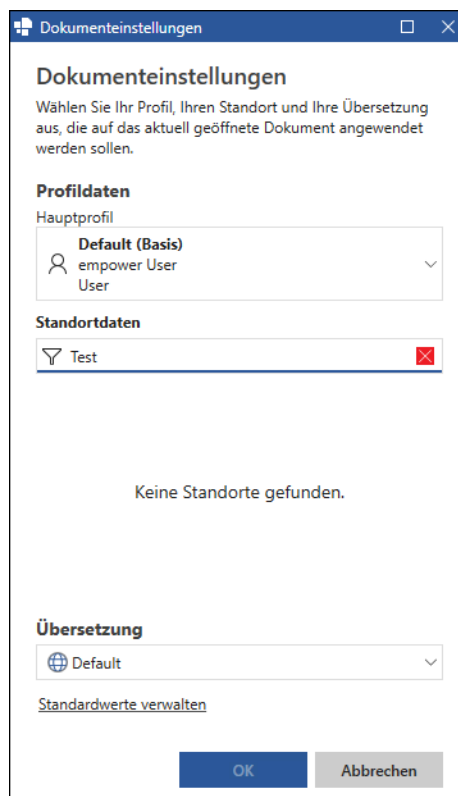 Dokumenteinstellungen
Dokumenteinstellungen
Wählen Sie Ihr Profil, Ihren Standort und Ihre Übersetzung
aus, die auf das aktuell geöffnete Dokument angewendet
werden sollen.
Profildaten
Hauptprofil
Default (Basis)
empower User
User
Standortdaten
Test
Keine Standorte gefunden.
Übersetzung
Default
Standardwerte verwalten
OK Abbrechen